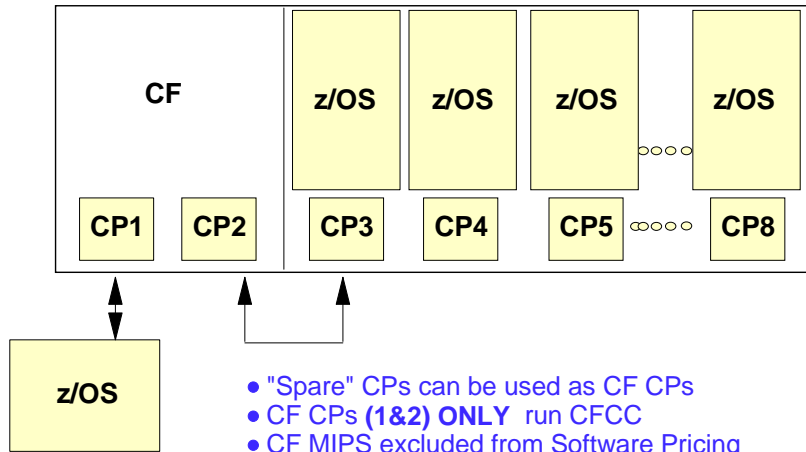 CF
z/OS z/OS z/OS z/OS
CP1 CP2 CP3 CP4 CP5 CP8
z/OS
"Spare" CPs can be used as CF CPs
CF CPs (1&2) ONLY run CFCC
CF MIPS excluded from Software Pricing